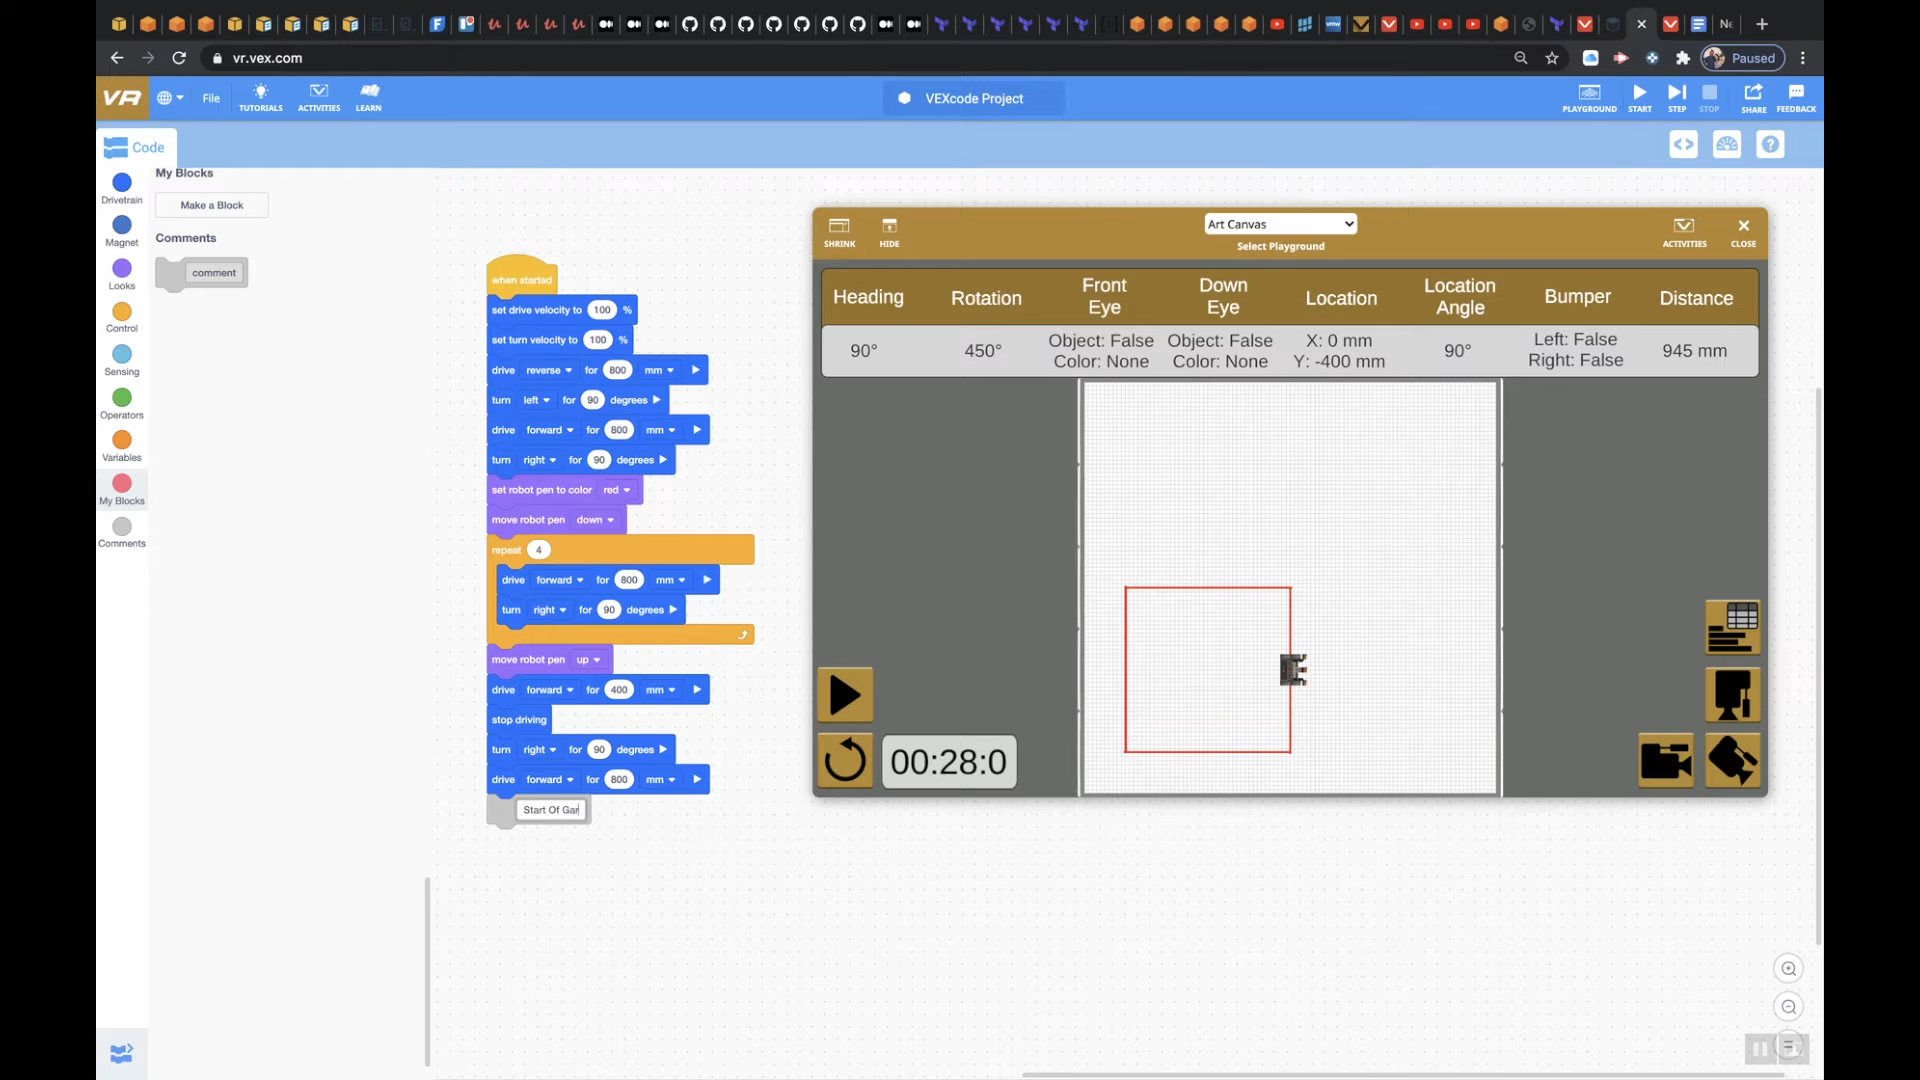 vr.vex.com
Paused
VR
File
TUTORIALS
ACTIVITIES
LEARN
VEXcode Project
PLAYGROUND
START
STEP
STOP
SHARE
FEEDBACK
Code
Drivetrain
Magnet
Looks
Control
Sensing
Operators
Variables
My Blocks
Comments
My Blocks
Make a Block
Comments
comment
when started
set drive velocity to 100 %
set turn velocity to 100 %
drive reverse for 800 mm
turn left for 90 degrees
drive forward for 800 mm
turn right for 90 degrees
set robot pen to color red
move robot pen down
repeat 4
drive forward for 800 mm
turn right for 90 degrees
move robot pen up
drive forward for 400 mm
stop driving
turn right for 90 degrees
drive forward for 800 mm
Start Of Gar
SHRINK
HIDE
Art Canvas
Select Playground
ACTIVITIES
CLOSE
Heading Rotation Front Eye Down Eye Location Location Angle Bumper Distance
90° 450° Object: False Object: False X: 0 mm 90° Left: False 945 mm
Color: None Color: None Y: -400 mm Right: False
00:28:0